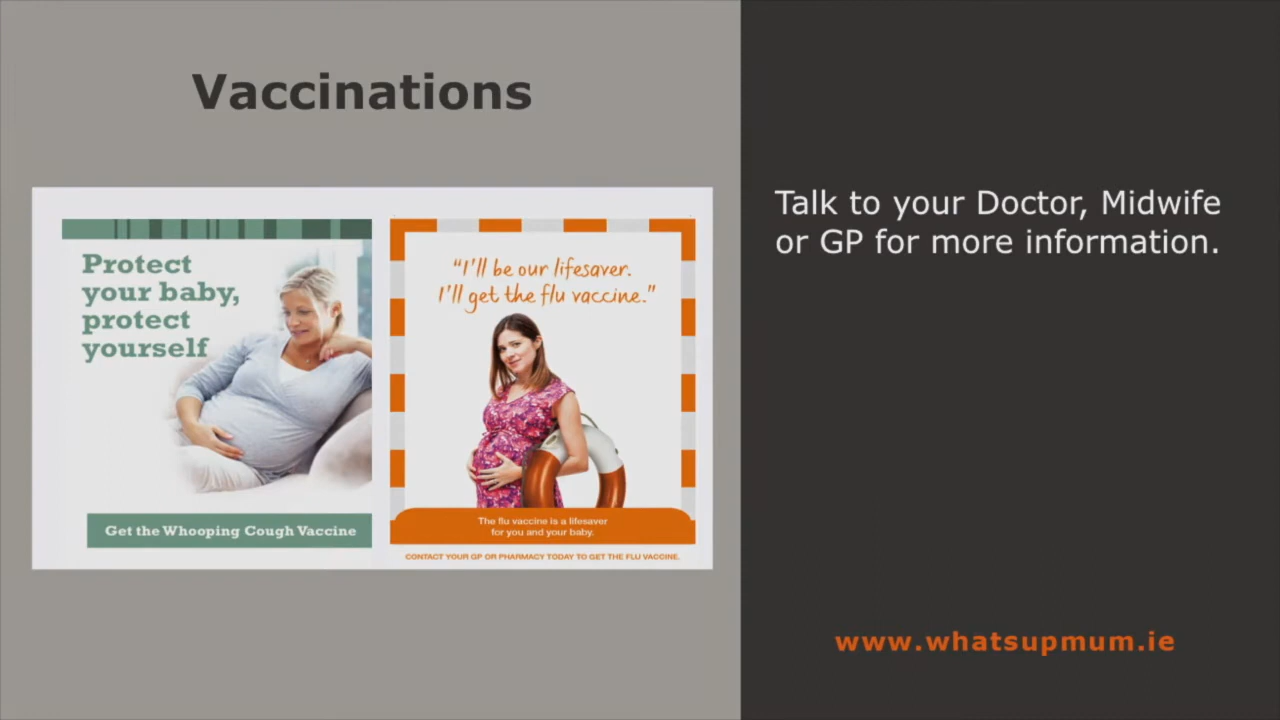 Vaccinations
Protect
your baby,
protect
yourself
Get the Whooping Cough Vaccine
“I’ll be our lifesaver.
I’ll get the flu vaccine.”
The flu vaccine is a lifesaver
for you and your baby.
CONTACT YOUR GP OR PHARMACY TODAY TO GET THE FLU VACCINE.
Talk to your Doctor, Midwife
or GP for more information.
www.whatsupmum.ie